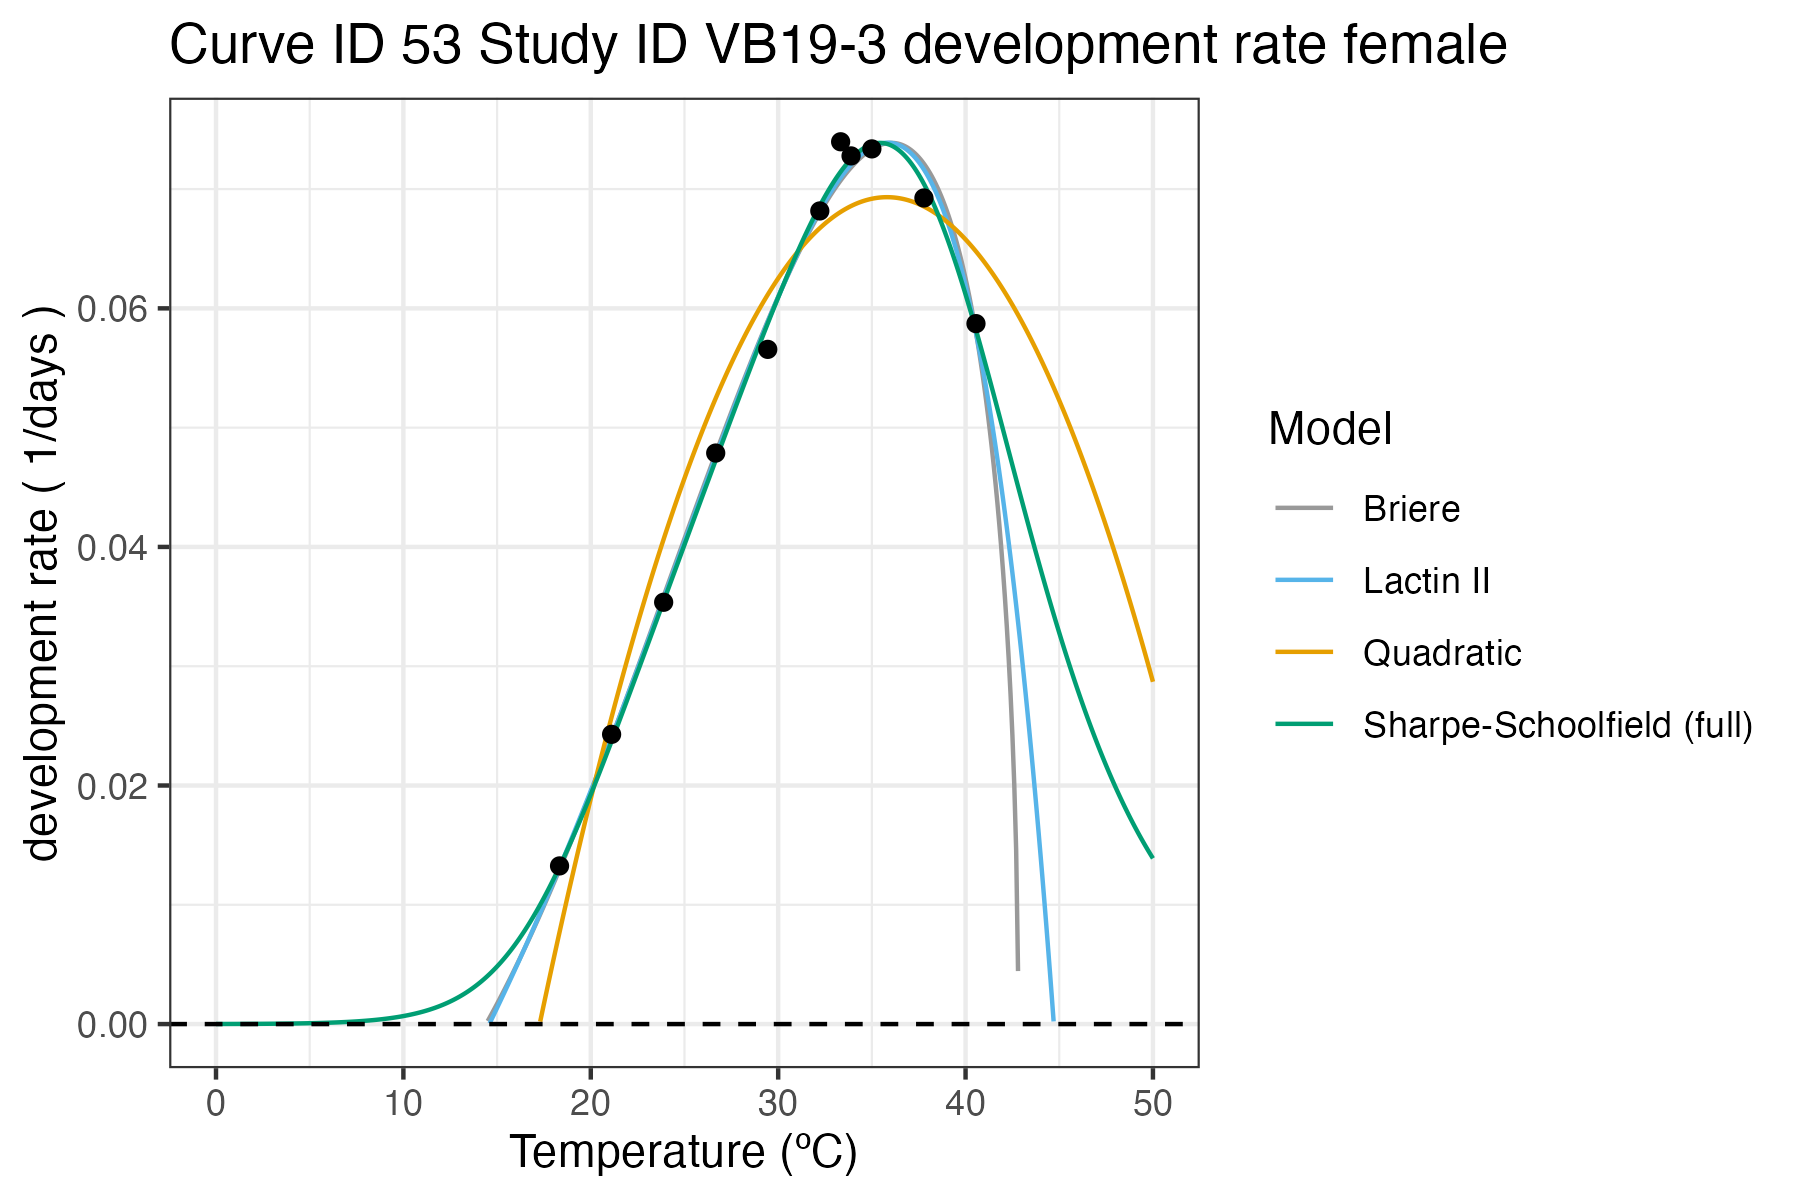 Curve ID 53 Study ID VB19-3 development rate female
development rate ( 1/days )
0.06
0.04
0.02
0.00
0 10 20 30 40 50
Temperature (ºC)
Model
Briere
Lactin II
Quadratic
Sharpe-Schoolfield (full)